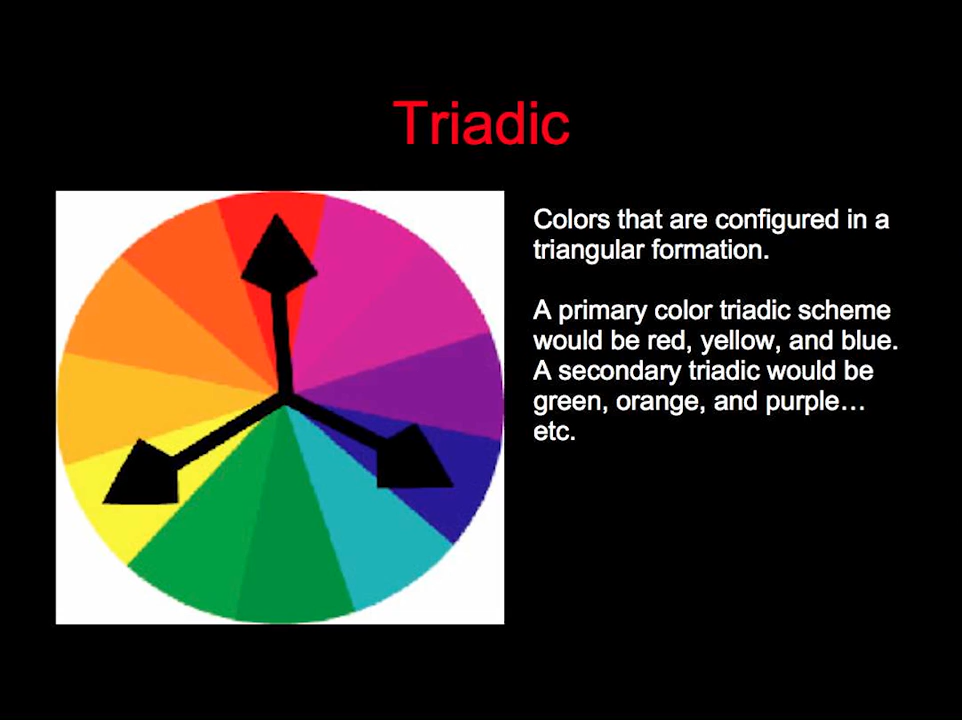 Triadic
Colors that are configured in a
triangular formation.
A primary color triadic scheme
would be red, yellow, and blue.
A secondary triadic would be
green, orange, and purple…
etc.